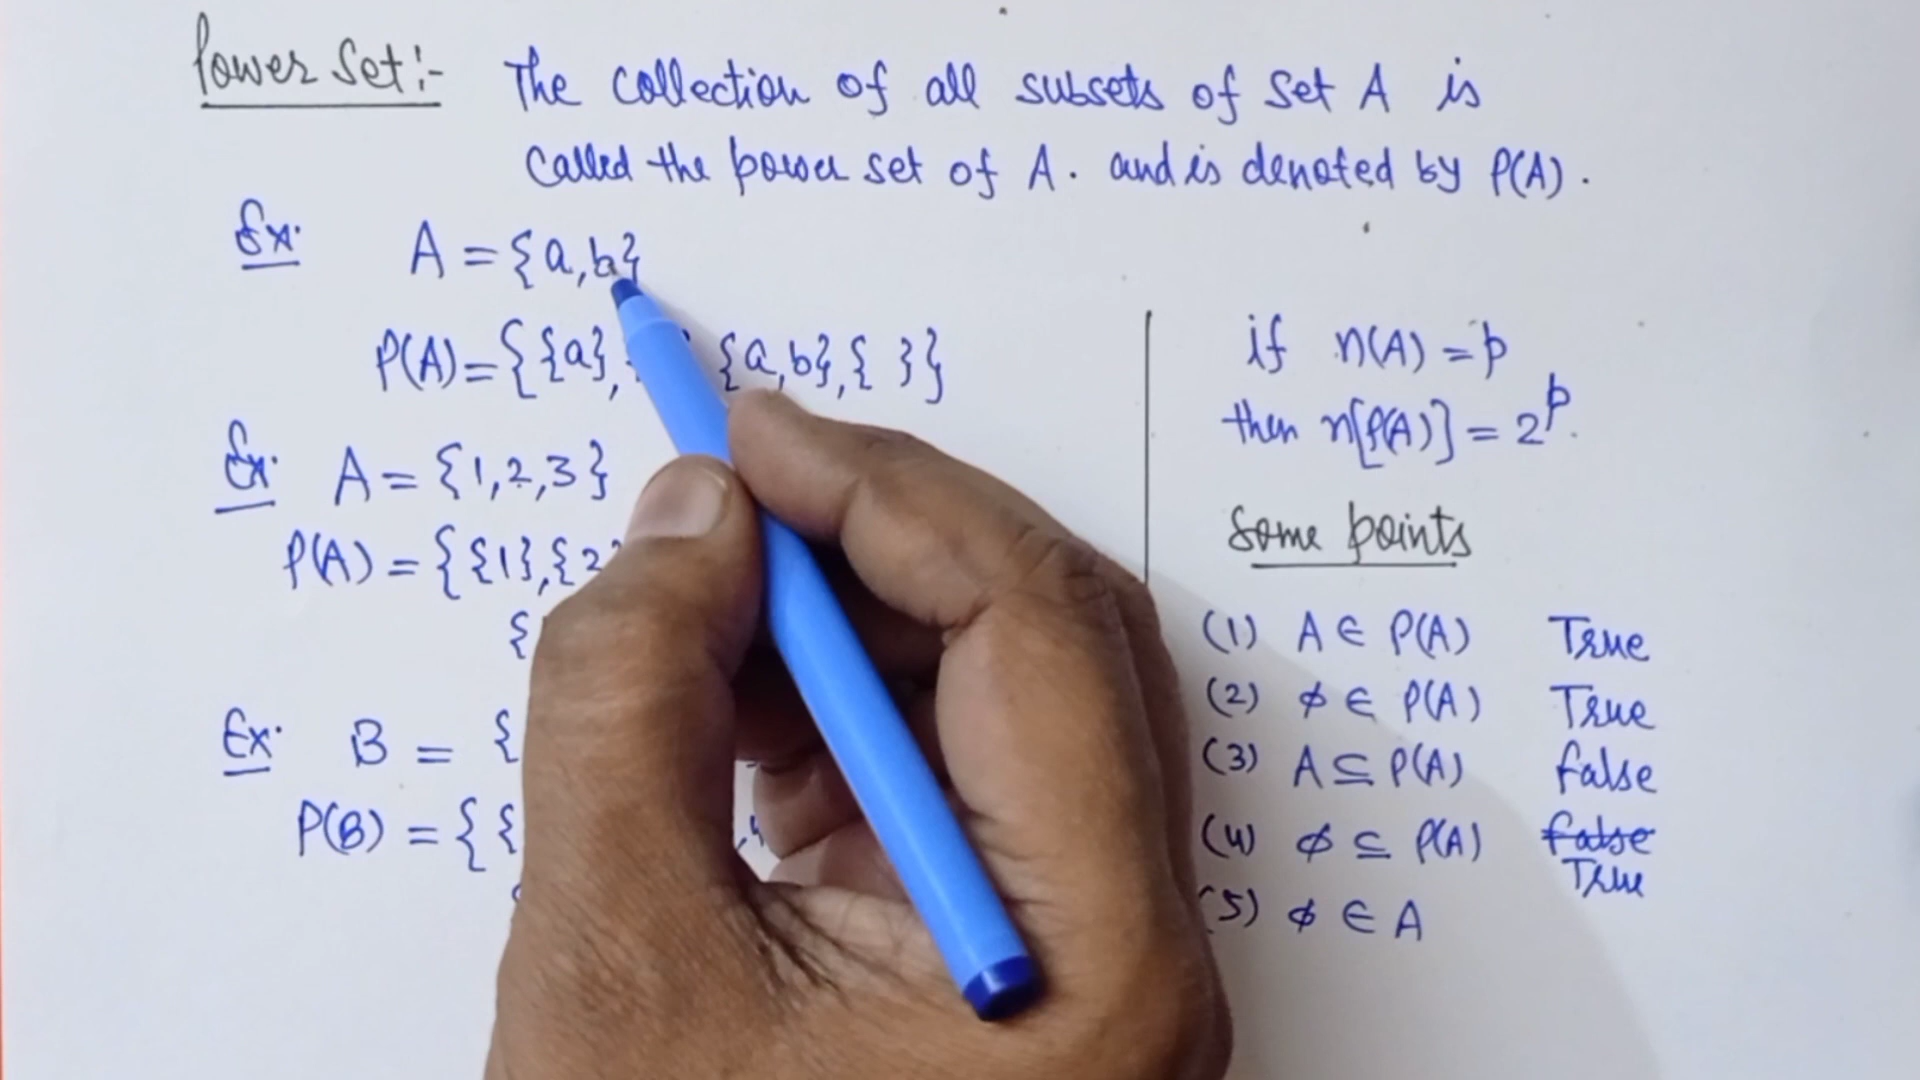 Power Set:- The collection of all subsets of set A is
called the power set of A. and is denoted by P(A).
Ex. A = {a,b}
P(A) = {{a}, {a,b},{ }}
Ex. A = {1,2,3}
P(A) = {{1},{2}
{
Ex. B = {
P(B) = {{
if n(A) = p
then n[P(A)] = 2^p.
Some points
(1) A ∈ P(A) True
(2) ϕ ∈ P(A) True
(3) A ⊆ P(A) false
(4) ϕ ⊆ P(A) false
True
(5) ϕ ∈ A